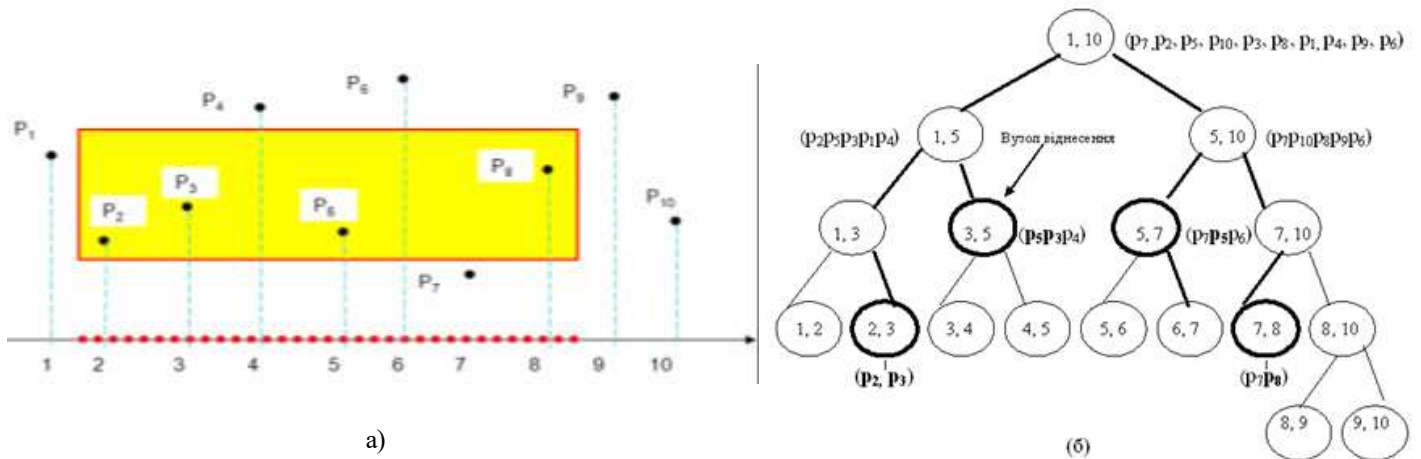 P₆
P₉
P₄
P₁
P₈
P₃
P₂
P₅
P₁₀
P₇
1 2 3 4 5 6 7 8 9 10
а)
1, 10 (p₇, p₂, p₅, p₁₀, p₃, p₈, p₁, p₄, p₉, p₆)
(p₂p₅p₃p₁p₄) 1, 5 Вузол віднесення 5, 10 (p₇p₁₀p₈p₉p₆)
1, 3 3, 5 (p₅p₃p₄) 5, 7 (p₇p₅p₆) 7, 10
1, 2 2, 3 3, 4 4, 5 5, 6 6, 7 7, 8 8, 10
(p₂, p₃) (p₇p₈)
8, 9 9, 10
(б)